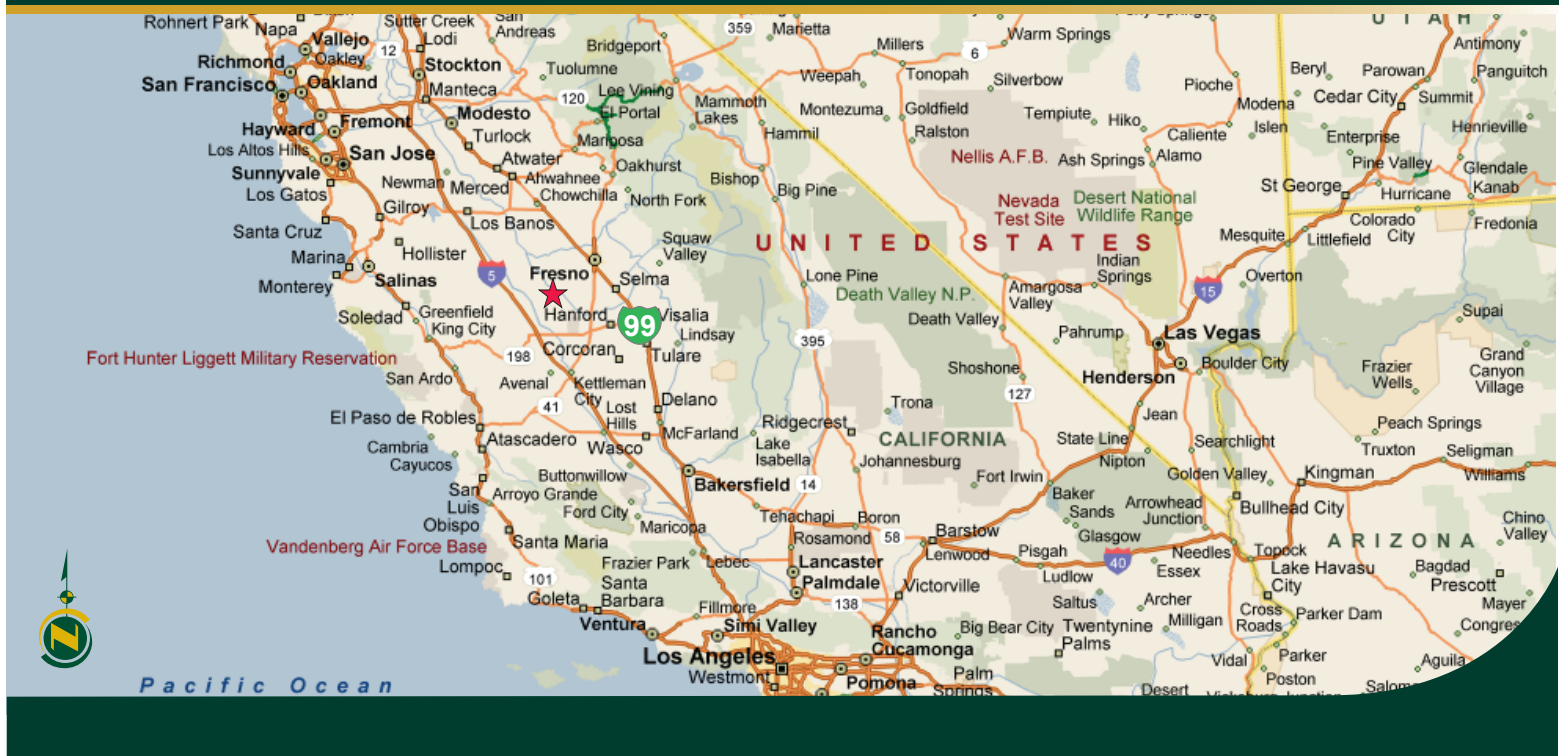 Rohnert Park
Napa
Sutter Creek
San
Andreas
359
Marietta
Warm Springs
U T A H
Vallejo
12
Lodi
Bridgeport
Millers
6
Antimony
Richmond
Oakley
Stockton
Tuolumne
Weepah
Tonopah
Silverbow
Pioche
Beryl
Parowan
Panguitch
San Francisco
Oakland
Manteca
120
Lee Vining
Mammoth
Lakes
Montezuma
Goldfield
Tempiute
Hiko
Modena
Cedar City
Summit
Hayward
Fremont
Modesto
El Portal
Hammil
Ralston
Caliente
Islen
Enterprise
Henrieville
Turlock
Mariposa
Los Altos Hills
San Jose
Atwater
Oakhurst
Nellis A.F.B.
Ash Springs
Alamo
Pine Valley
Glendale
Sunnyvale
Newman
Merced
Ahwahnee
Bishop
Big Pine
St George
Hurricane
Kanab
Los Gatos
Chowchilla
North Fork
Nevada
Test Site
Desert National
Wildlife Range
Gilroy
Los Banos
Colorado
City
Fredonia
Santa Cruz
Hollister
Squaw
Valley
U N I T E D S T A T E S
Mesquite
Littlefield
Marina
Salinas
5
Fresno
Selma
Lone Pine
Indian
Springs
Overton
Monterey
Death Valley N.P.
Amargosa
Valley
15
Soledad
Greenfield
King City
Hanford
99
Visalia
Lindsay
Death Valley
Pahrump
Las Vegas
Supai
Fort Hunter Liggett Military Reservation
198
Corcoran
Tulare
395
Boulder City
Frazier
Wells
Grand
Canyon
Village
San Ardo
Avenal
Kettleman
City
Shoshone
Henderson
El Paso de Robles
41
Lost
Hills
Delano
Trona
127
Jean
Peach Springs
Cambria
Atascadero
Wasco
McFarland
Ridgecrest
CALIFORNIA
State Line
Searchlight
Truxton
Seligman
Cayucos
Lake
Isabella
Johannesburg
Nipton
Golden Valley
Kingman
Williams
San
Luis
Obispo
Buttonwillow
Bakersfield
14
Fort Irwin
Arroyo Grande
Ford City
Baker
Sands
Arrowhead
Junction
Bullhead City
Maricopa
Tehachapi
Boron
Barstow
Glasgow
Chino
Valley
Vandenberg Air Force Base
Santa Maria
Rosamond
58
Lenwood
Pisgah
40
Needles
Topock
A R I Z O N A
Lompoc
101
Frazier Park
Lebec
Lancaster
Ludlow
Essex
Lake Havasu
City
Bagdad
Prescott
Goleta
Santa
Barbara
Palmdale
Victorville
Fillmore
138
Saltus
Archer
Cross
Roads
Parker Dam
Mayer
Ventura
Simi Valley
Rancho
Cucamonga
Big Bear City
Twentynine
Palms
Milligan
Congres
N
Los Angeles
Westmont
Vidal
Parker
Aguila
Pacific Ocean
Pomona
Palm
Springs
Desert
Poston
Salom